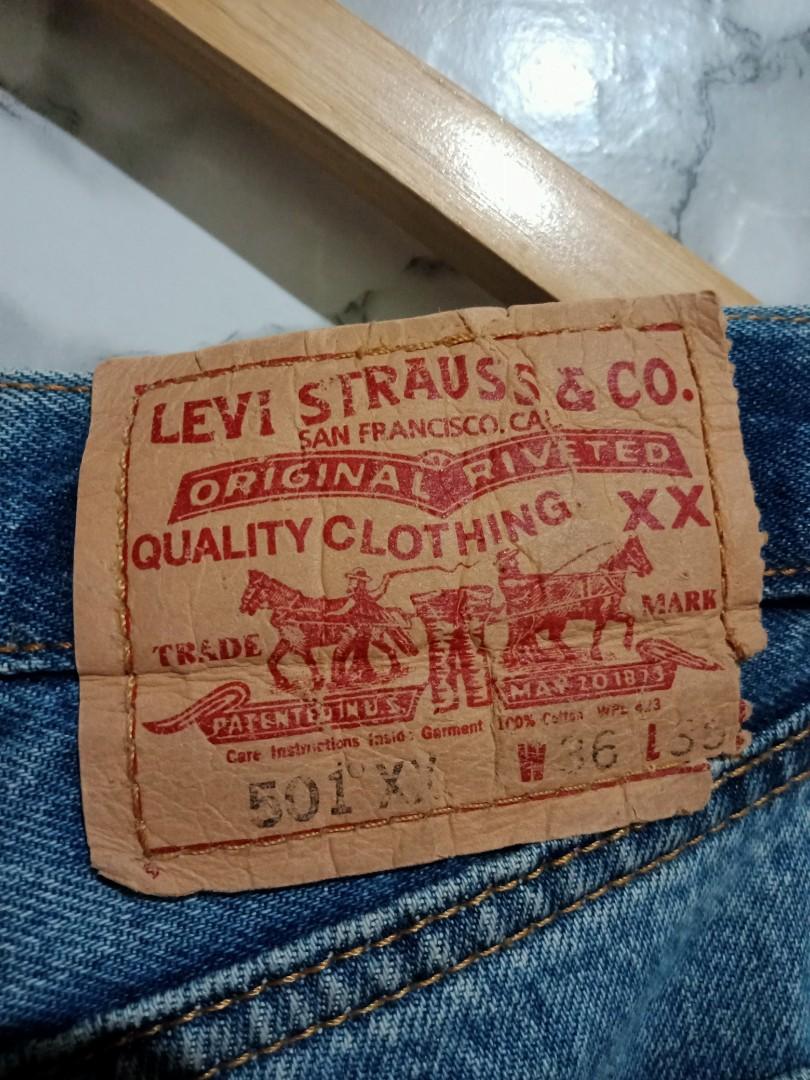 LEVI STRAUSS & CO.
SAN FRANCISCO, CAL
ORIGINAL RIVETED
QUALITY CLOTHING XX
TRADE MARK
PATENTED IN U.S. MAY 20 1873
Care Instructions Inside Garment 100% Cotton WPL 423
501 XX W 36 L